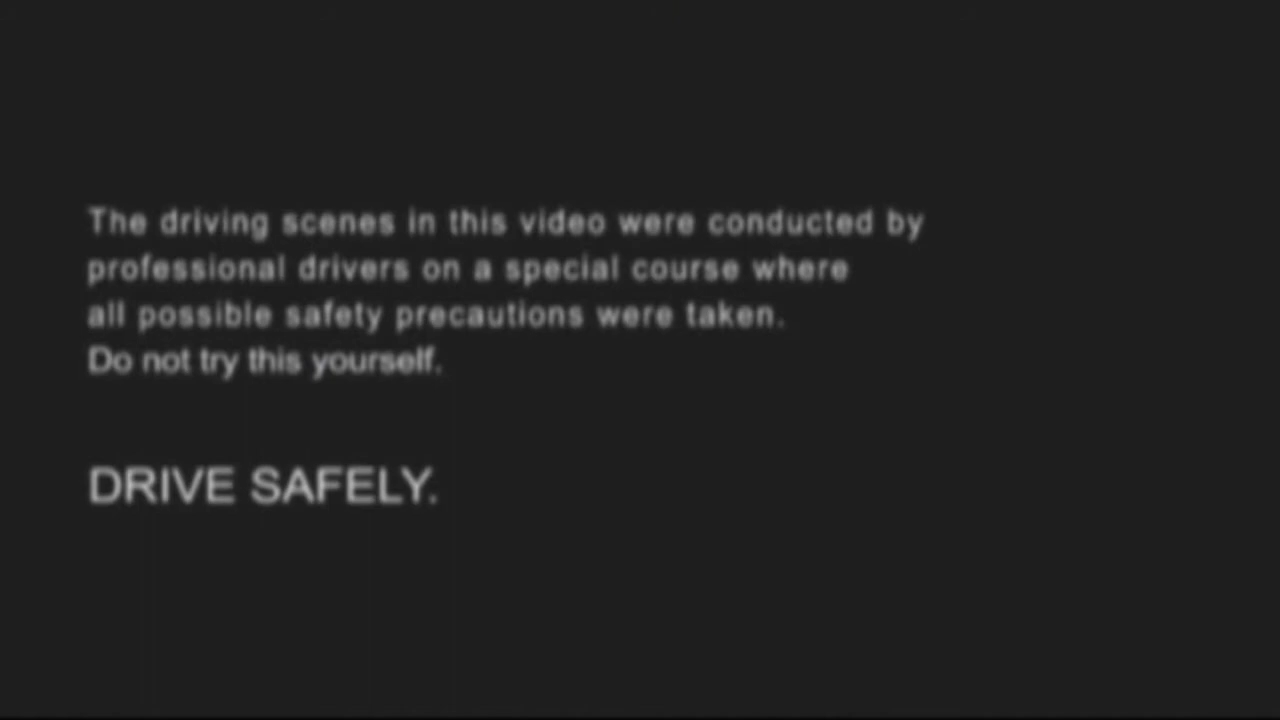 The driving scenes in this video were conducted by
professional drivers on a special course where
all possible safety precautions were taken.
Do not try this yourself.
DRIVE SAFELY.